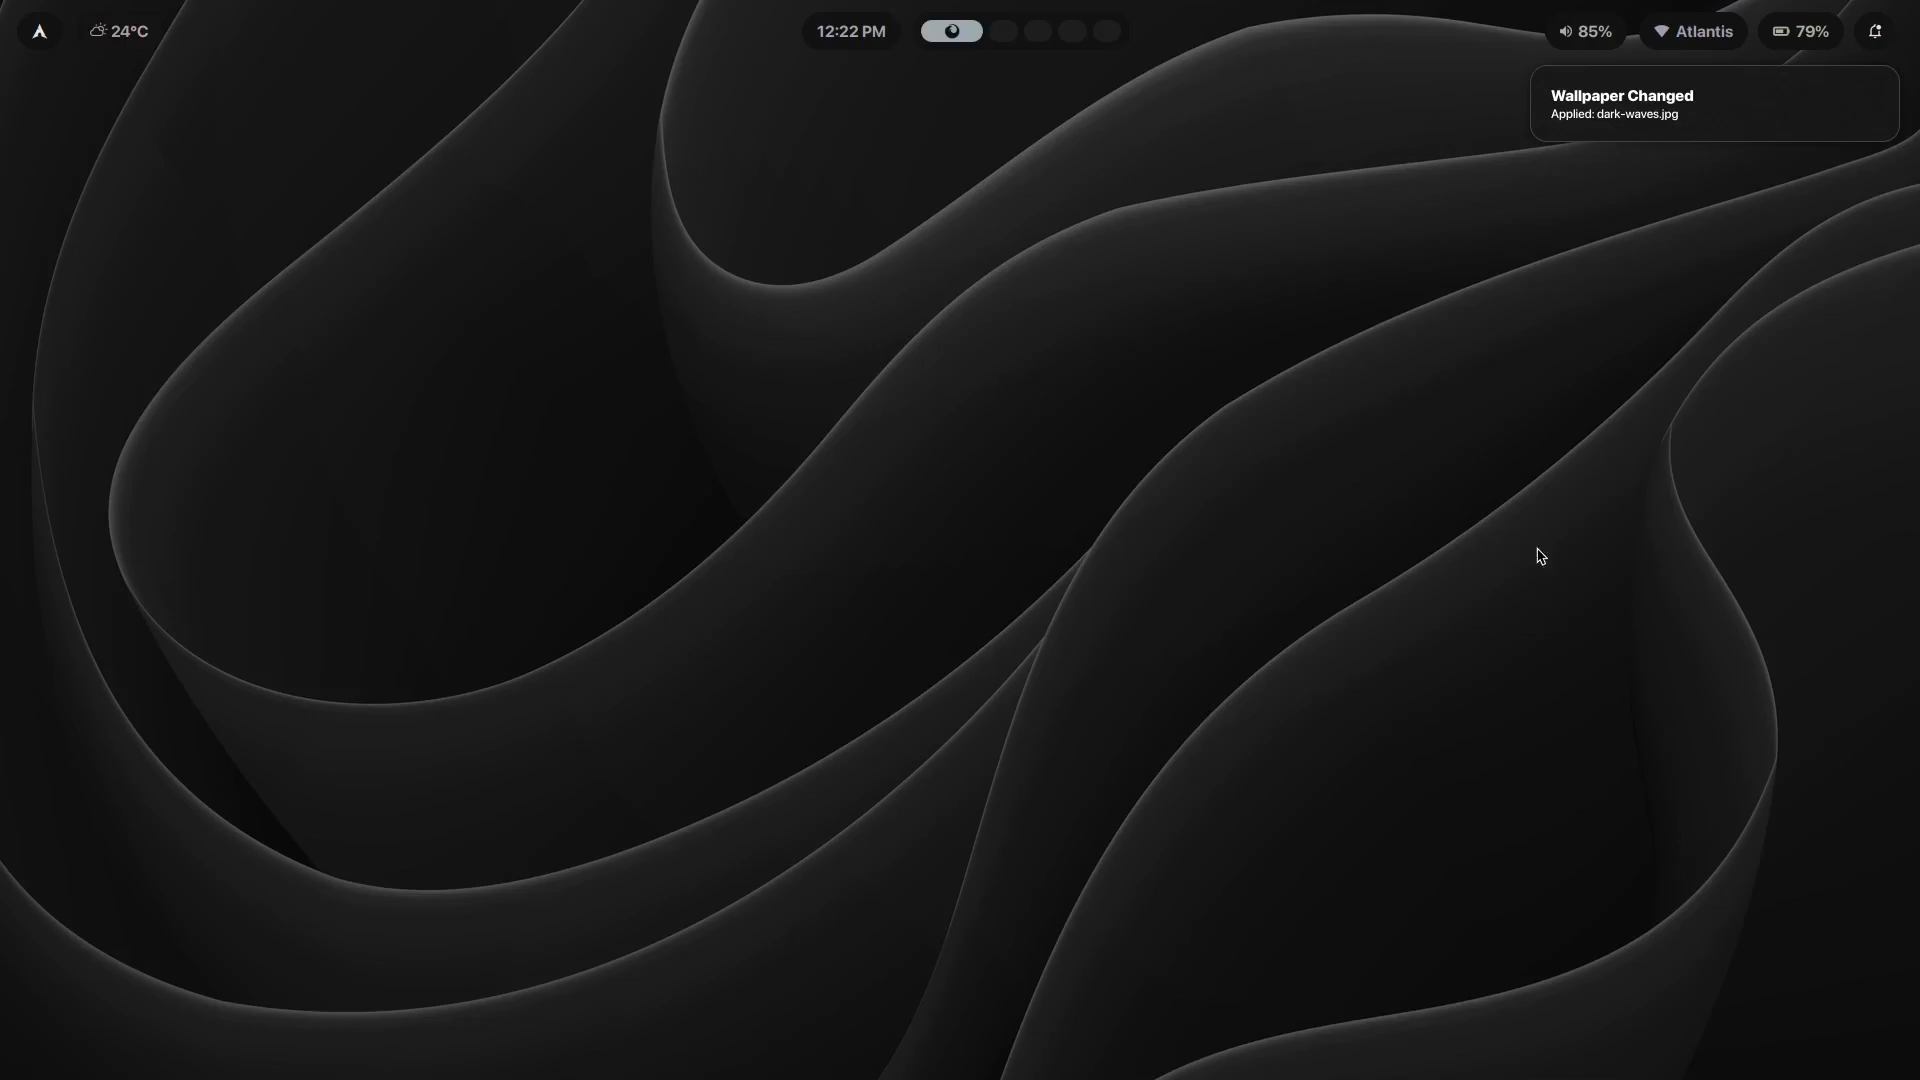 24°C
12:22 PM
85%
Atlantis
79%
Wallpaper Changed
Applied: dark-waves.jpg